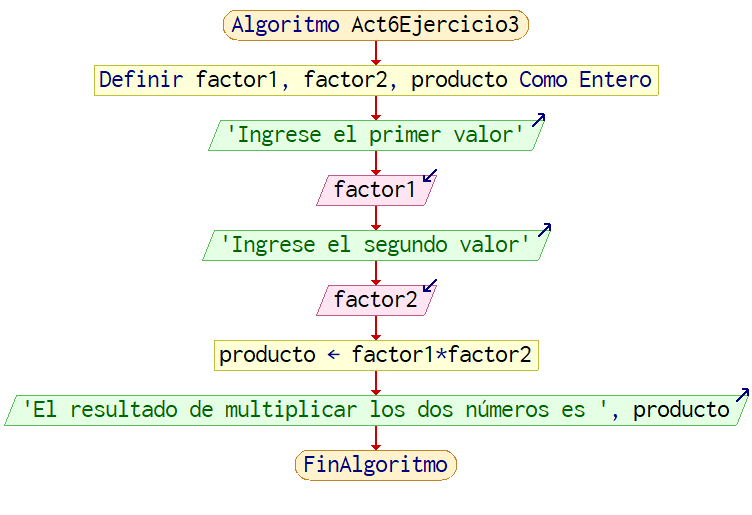 Algoritmo Act6Ejercicio3
Definir factor1, factor2, producto Como Entero
'Ingrese el primer valor'
factor1
'Ingrese el segundo valor'
factor2
producto ← factor1*factor2
'El resultado de multiplicar los dos números es ', producto
FinAlgoritmo